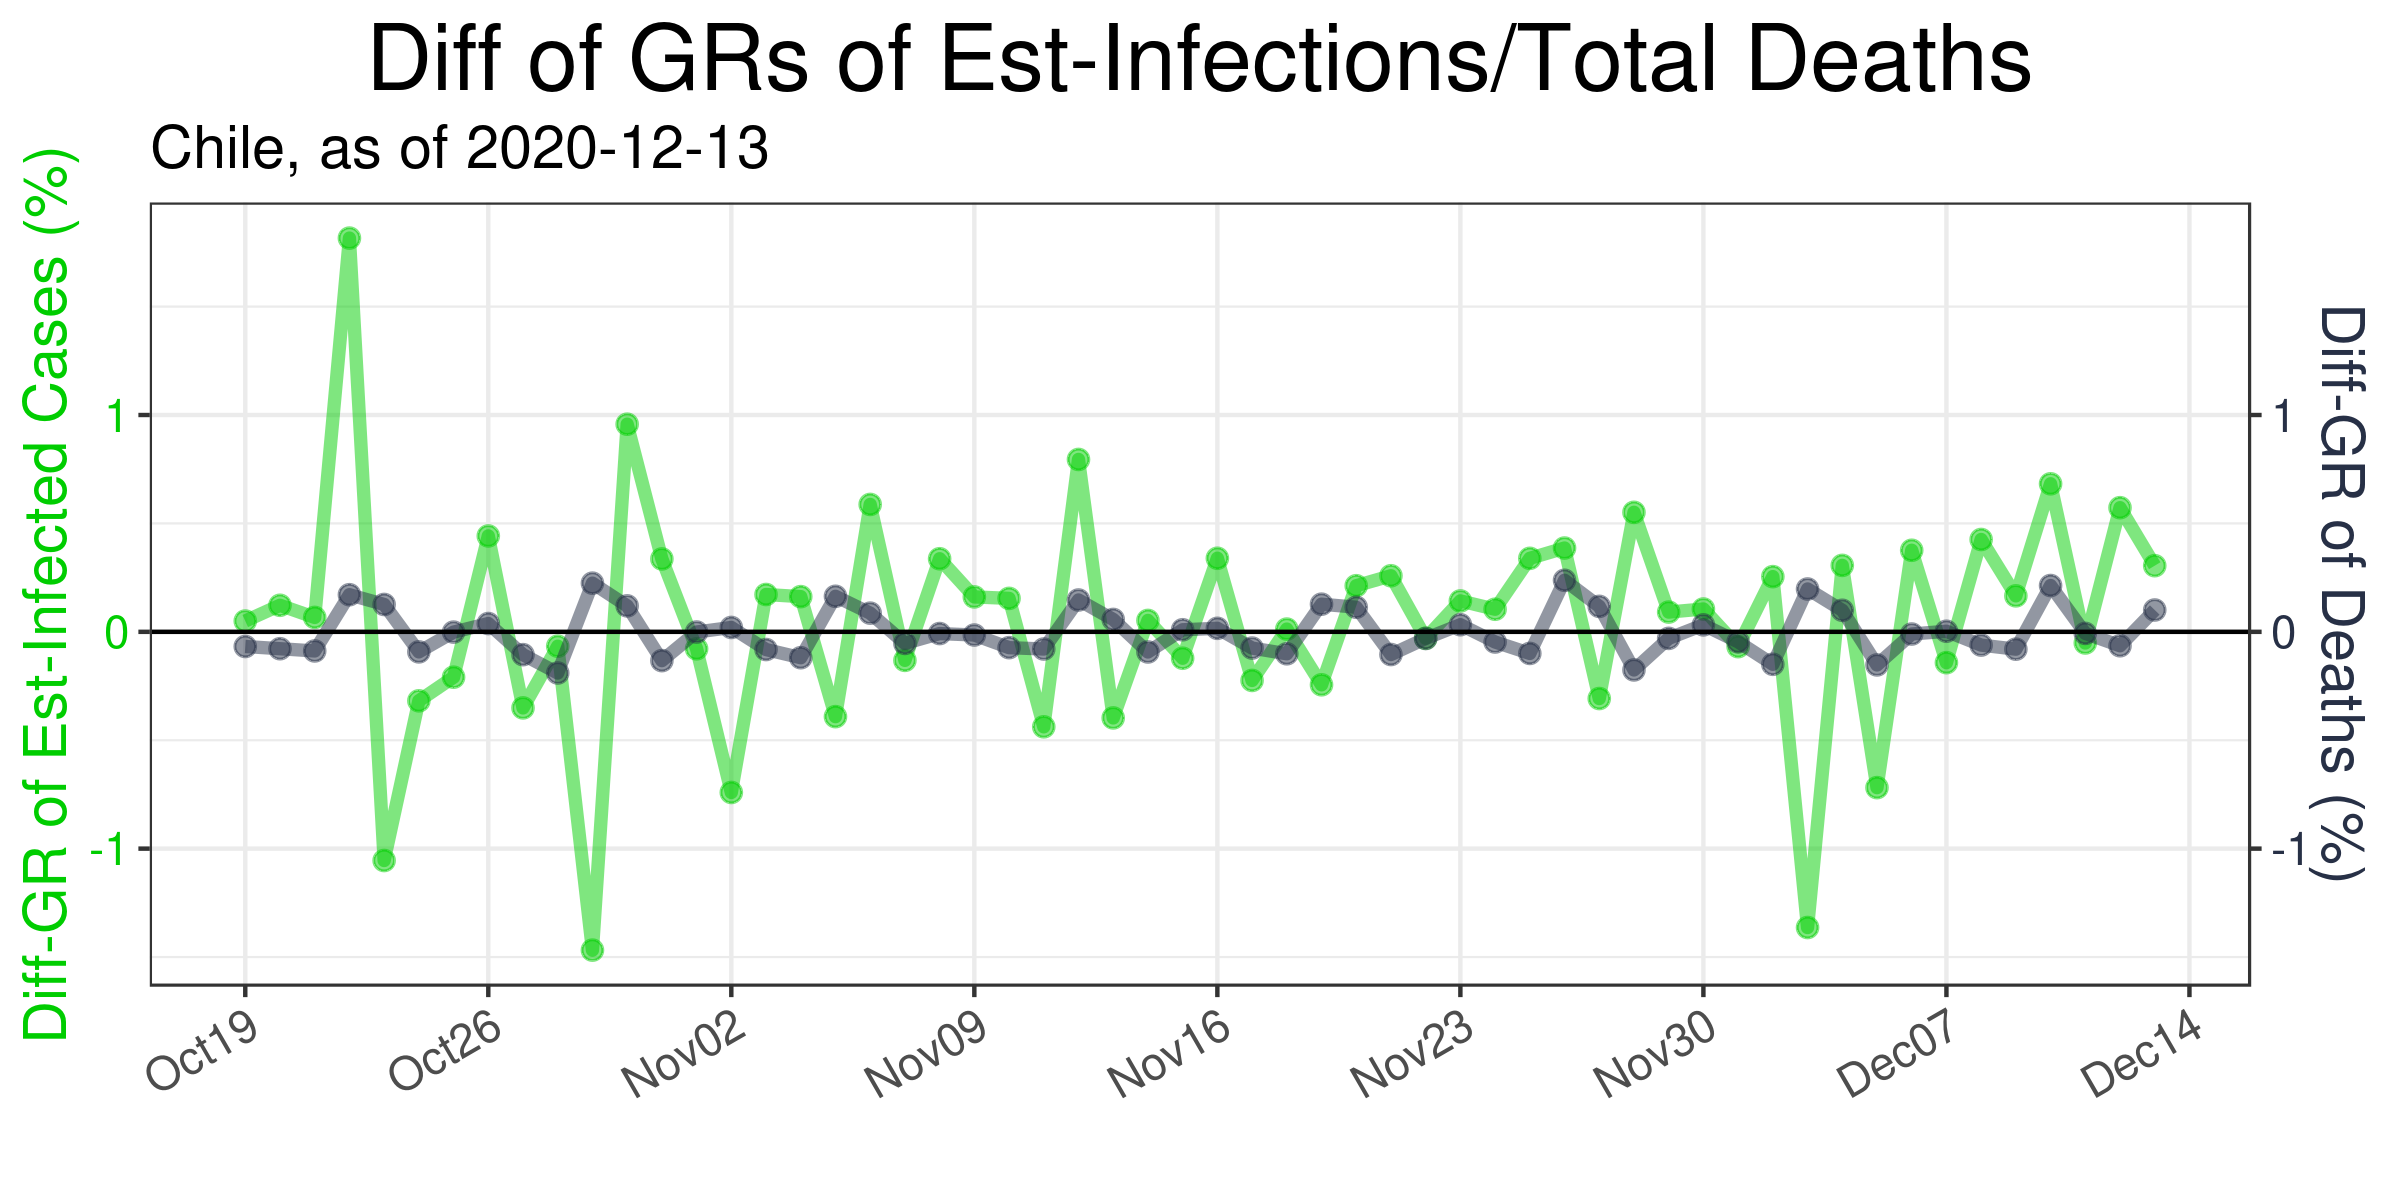 Diff of GRs of Est-Infections/Total Deaths
Chile, as of 2020-12-13
Diff-GR of Est-Infected Cases (%)
1
0
-1
1
0
-1
Diff-GR of Deaths (%)
Oct19
Oct26
Nov02
Nov09
Nov16
Nov23
Nov30
Dec07
Dec14